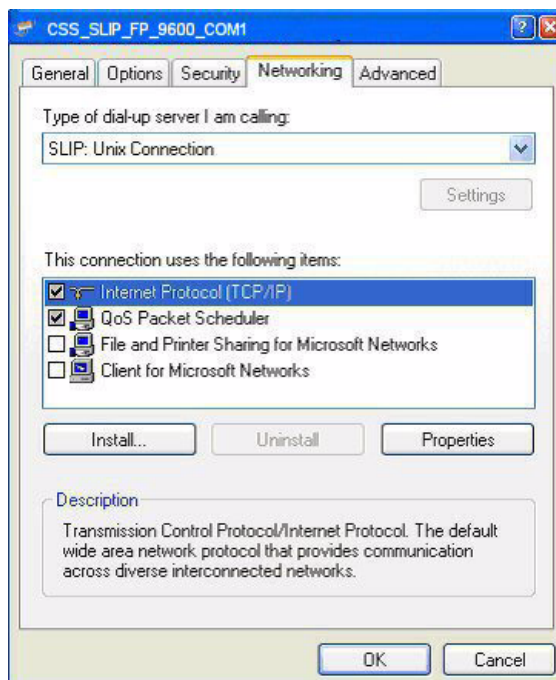 CSS_SLIP_FP_9600_COM1
General Options Security Networking Advanced
Type of dial-up server I am calling:
SLIP: Unix Connection
Settings
This connection uses the following items:
Internet Protocol (TCP/IP)
QoS Packet Scheduler
File and Printer Sharing for Microsoft Networks
Client for Microsoft Networks
Install... Uninstall Properties
Description
Transmission Control Protocol/Internet Protocol. The default
wide area network protocol that provides communication
across diverse interconnected networks.
OK Cancel